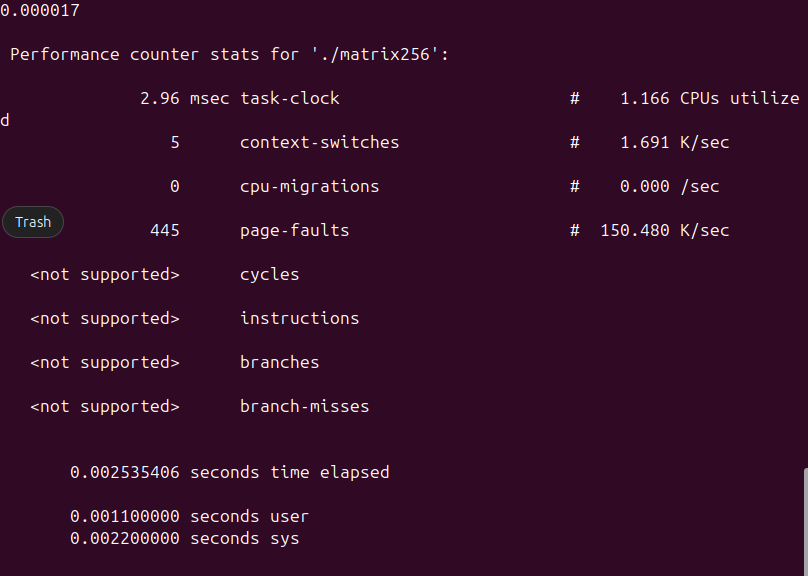 0.000017
Performance counter stats for './matrix256':
2.96 msec task-clock # 1.166 CPUs utilize
d
5 context-switches # 1.691 K/sec
0 cpu-migrations # 0.000 /sec
Trash
445 page-faults # 150.480 K/sec
<not supported> cycles
<not supported> instructions
<not supported> branches
<not supported> branch-misses
0.002535406 seconds time elapsed
0.001100000 seconds user
0.002200000 seconds sys